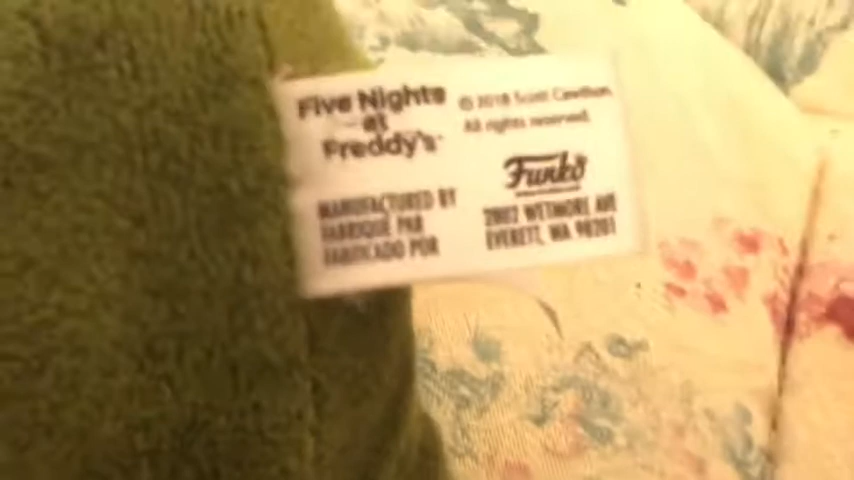 Five Nights
at
Freddy's
© 2018 Scott Cawthon.
All rights reserved.
Funko
MANUFACTURED BY
FABRIQUÉ PAR
FABRICADO POR
2802 WETMORE AVE
EVERETT, WA 98201